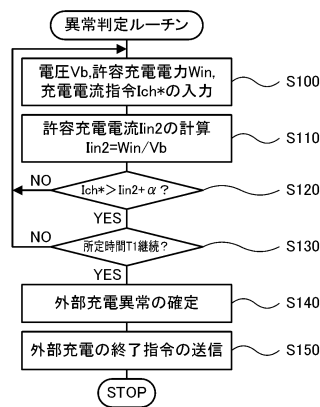 異常判定ルーチン
電圧Vb,許容充電電力Win,
充電電流指令Ich*の入力
S100
許容充電電流Iin2の計算
Iin2=Win/Vb
S110
NO
Ich*>Iin2+α?
S120
YES
NO
所定時間T1継続?
S130
YES
外部充電異常の確定
S140
外部充電の終了指令の送信
S150
STOP